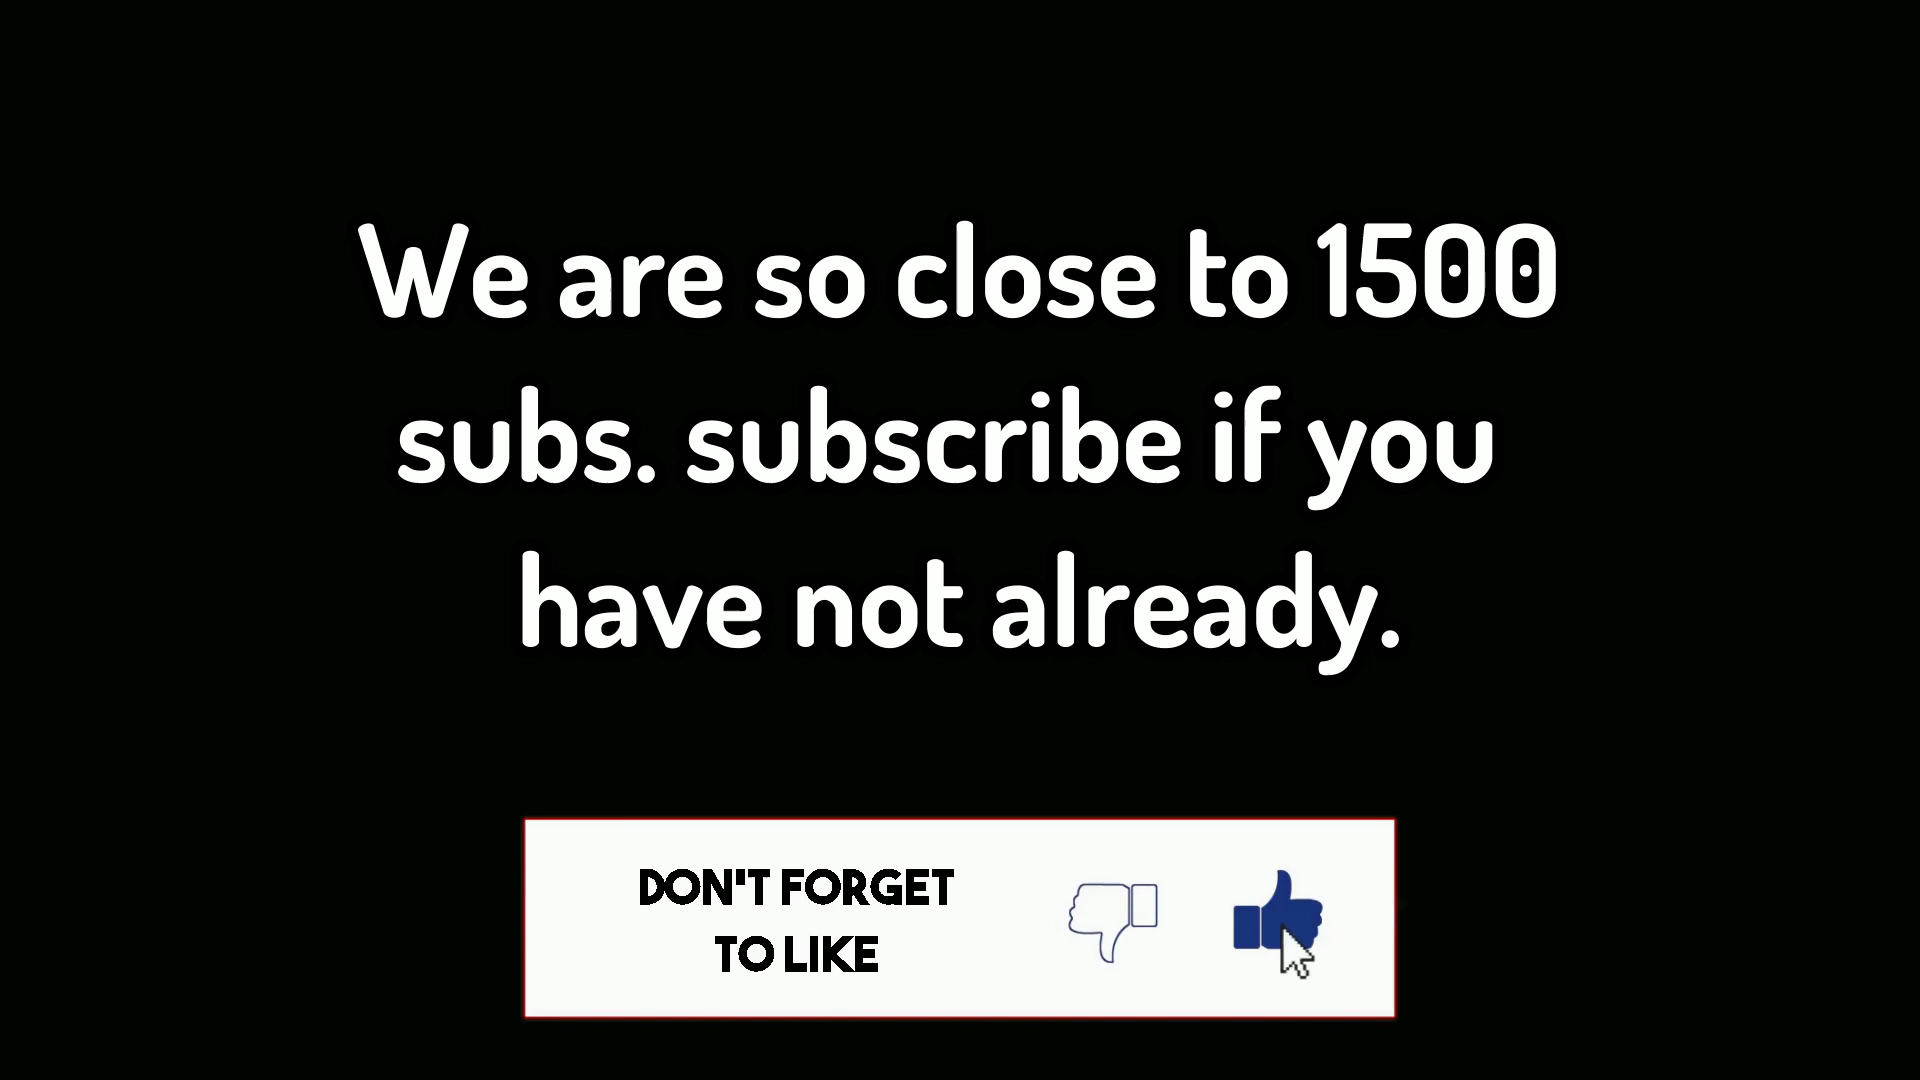 We are so close to 1500
subs. subscribe if you
have not already.
DON'T FORGET
TO LIKE